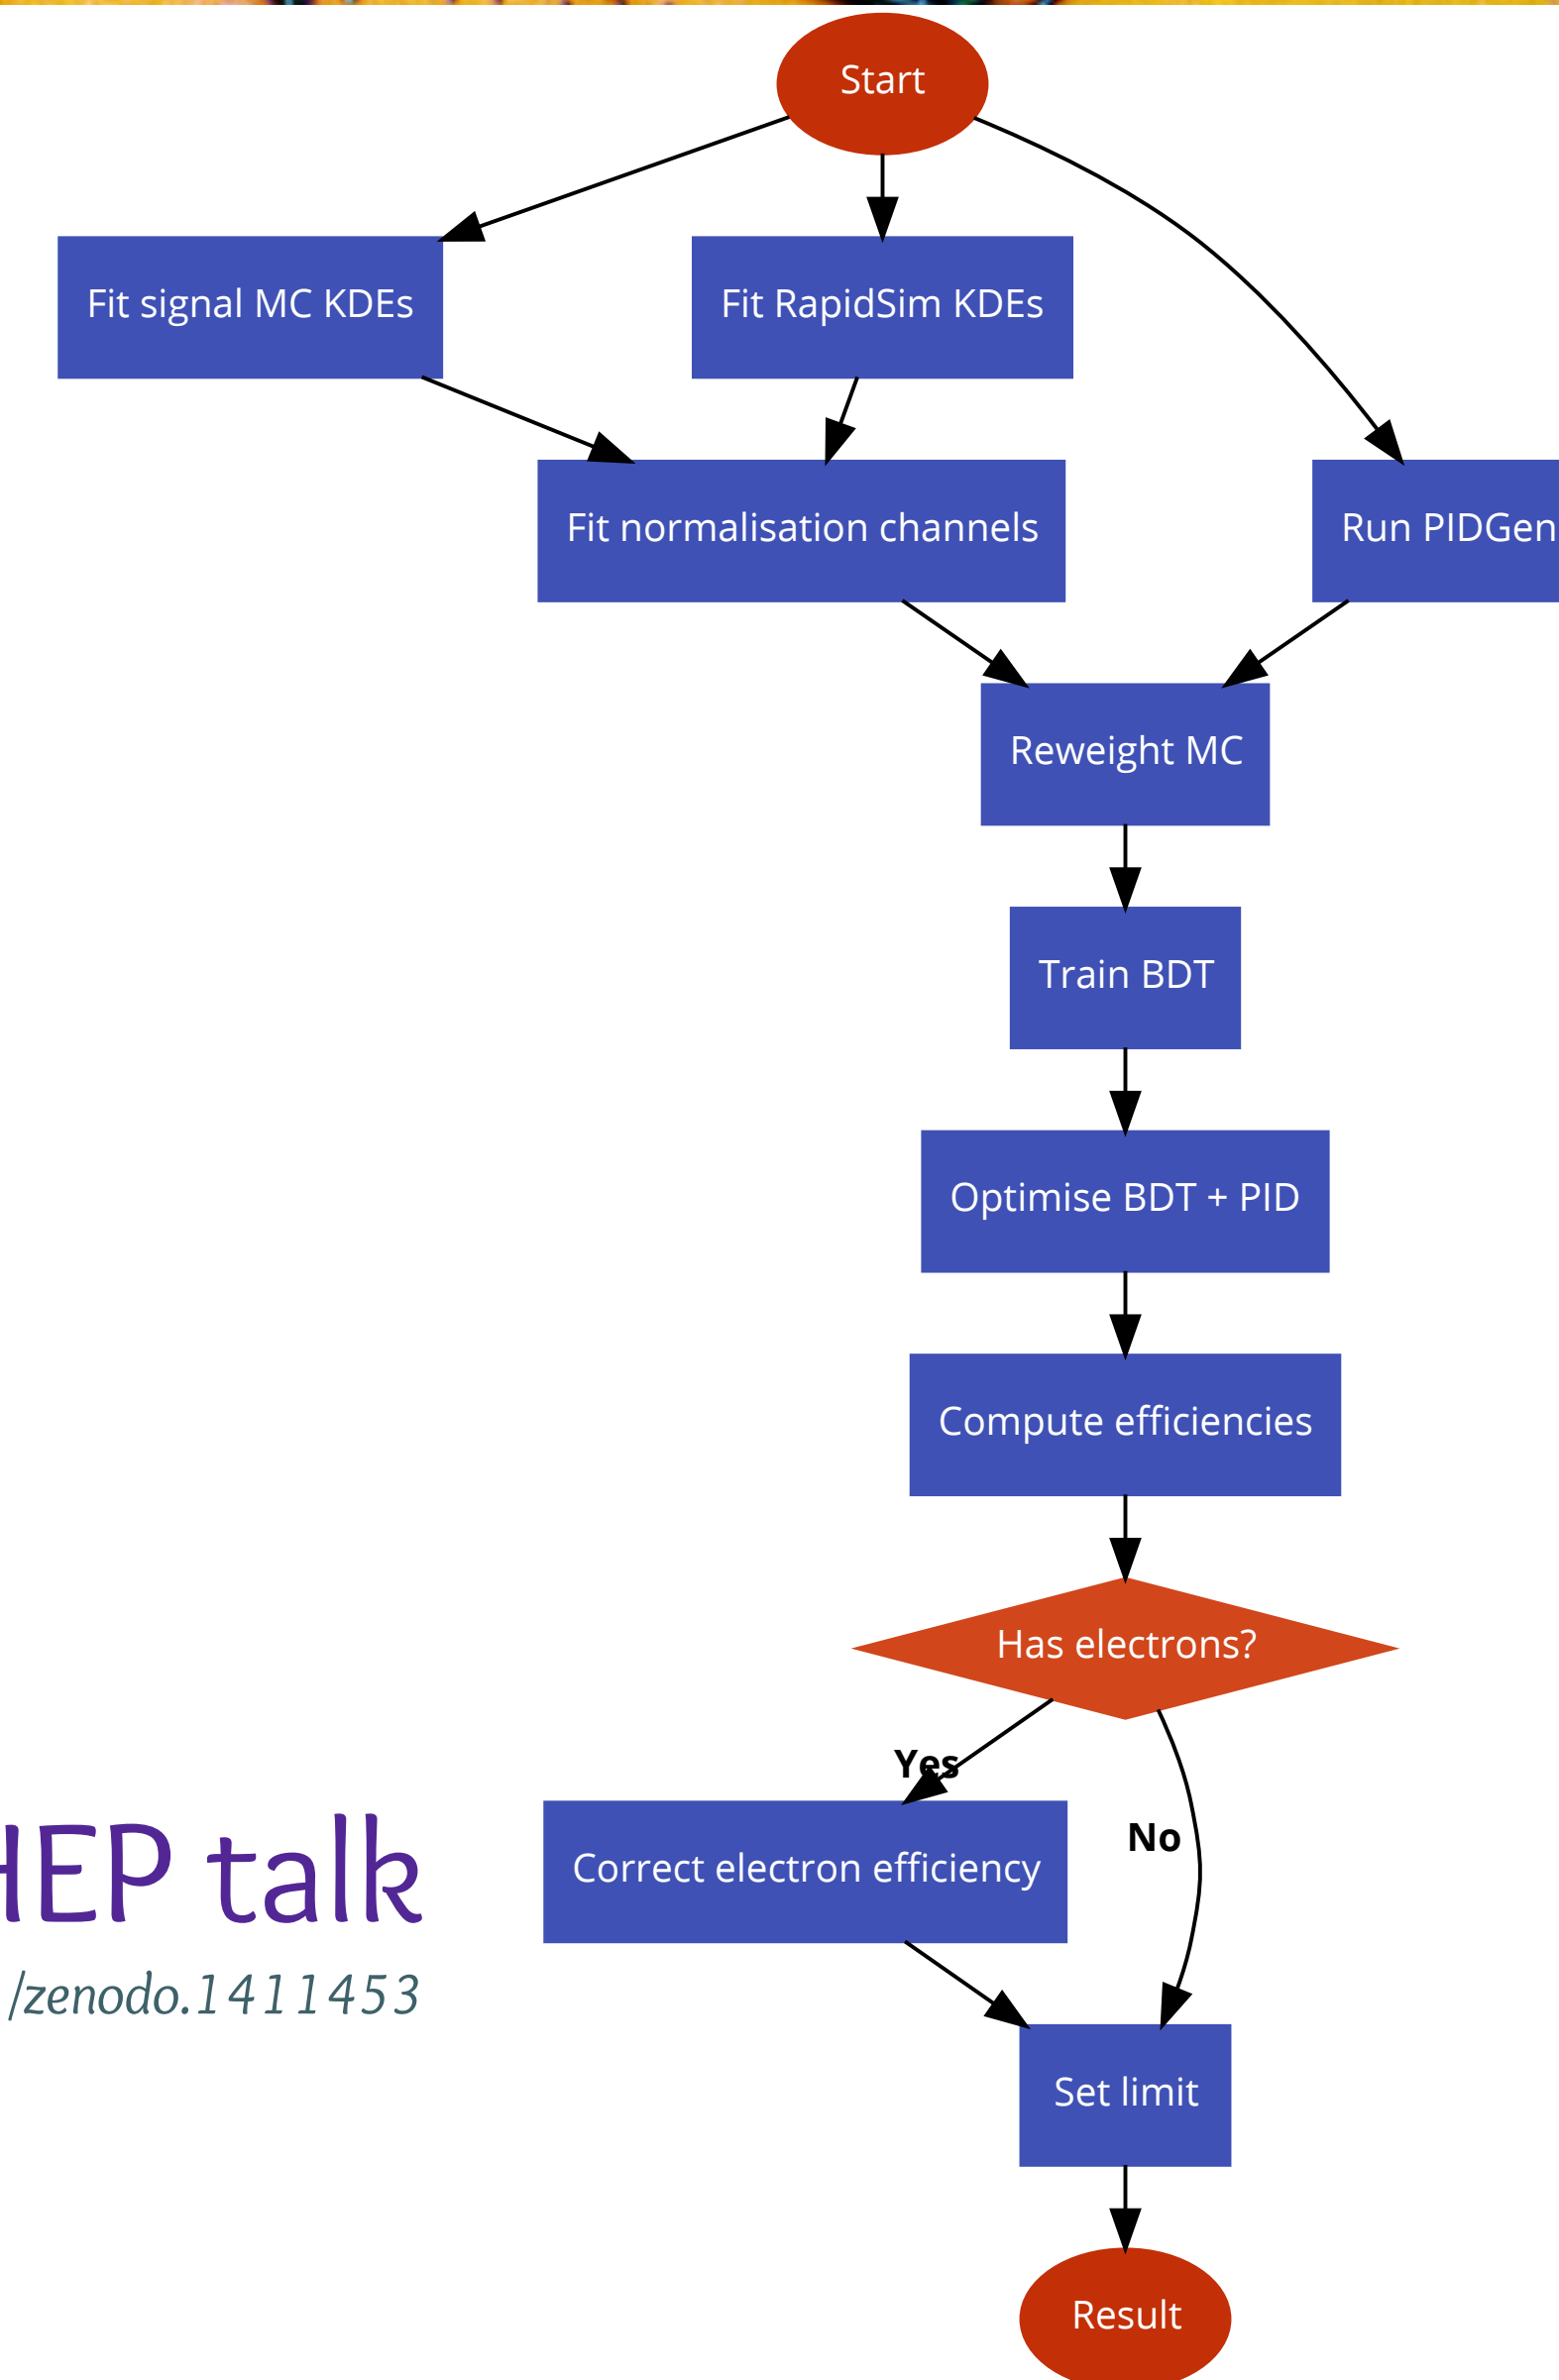 Start
Fit signal MC KDEs
Fit RapidSim KDEs
Fit normalisation channels
Run PIDGen
Reweight MC
Train BDT
Optimise BDT + PID
Compute efficiencies
Has electrons?
Yes
No
Correct electron efficiency
HEP talk
/zenodo.1411453
Set limit
Result